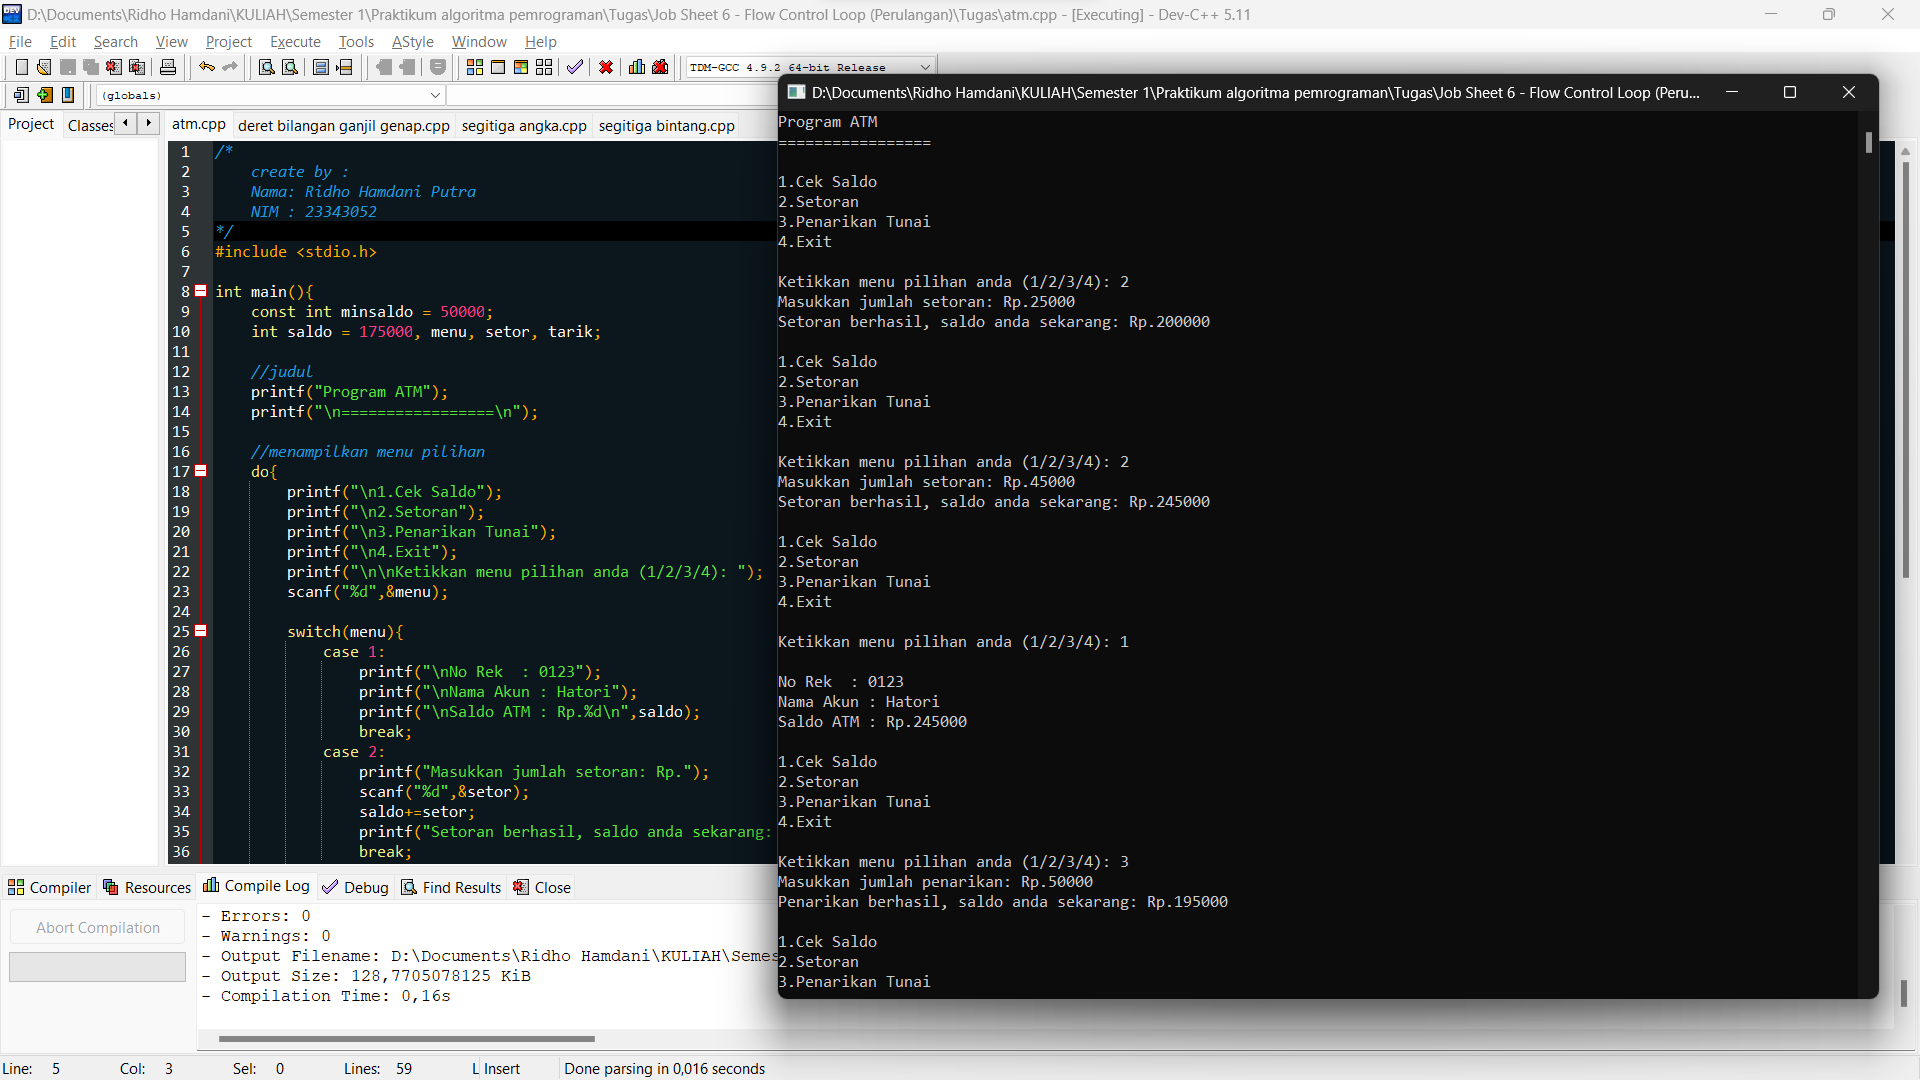 D:\Documents\Ridho Hamdani\KULIAH\Semester 1\Praktikum algoritma pemrograman\Tugas\Job Sheet 6 - Flow Control Loop (Perulangan)\Tugas\atm.cpp - [Executing] - Dev-C++ 5.11
File Edit Search View Project Execute Tools AStyle Window Help
TDM-GCC 4.9.2 64-bit Release
(globals)
Project Classes
atm.cpp deret bilangan ganjil genap.cpp segitiga angka.cpp segitiga bintang.cpp
1 /*
2 create by :
3 Nama: Ridho Hamdani Putra
4 NIM : 23343052
5 */
6 #include <stdio.h>
7
8 int main(){
9 const int minsaldo = 50000;
10 int saldo = 175000, menu, setor, tarik;
11
12 //judul
13 printf("Program ATM");
14 printf("\n=================\n");
15
16 //menampilkan menu pilihan
17 do{
18 printf("\n1.Cek Saldo");
19 printf("\n2.Setoran");
20 printf("\n3.Penarikan Tunai");
21 printf("\n4.Exit");
22 printf("\n\nKetikkan menu pilihan anda (1/2/3/4): ");
23 scanf("%d",&menu);
24
25 switch(menu){
26 case 1:
27 printf("\nNo Rek  : 0123");
28 printf("\nNama Akun : Hatori");
29 printf("\nSaldo ATM : Rp.%d\n",saldo);
30 break;
31 case 2:
32 printf("Masukkan jumlah setoran: Rp.");
33 scanf("%d",&setor);
34 saldo+=setor;
35 printf("Setoran berhasil, saldo anda sekarang:
36 break;
D:\Documents\Ridho Hamdani\KULIAH\Semester 1\Praktikum algoritma pemrograman\Tugas\Job Sheet 6 - Flow Control Loop (Peru...
Program ATM
=================
1.Cek Saldo
2.Setoran
3.Penarikan Tunai
4.Exit
Ketikkan menu pilihan anda (1/2/3/4): 2
Masukkan jumlah setoran: Rp.25000
Setoran berhasil, saldo anda sekarang: Rp.200000
1.Cek Saldo
2.Setoran
3.Penarikan Tunai
4.Exit
Ketikkan menu pilihan anda (1/2/3/4): 2
Masukkan jumlah setoran: Rp.45000
Setoran berhasil, saldo anda sekarang: Rp.245000
1.Cek Saldo
2.Setoran
3.Penarikan Tunai
4.Exit
Ketikkan menu pilihan anda (1/2/3/4): 1
No Rek  : 0123
Nama Akun : Hatori
Saldo ATM : Rp.245000
1.Cek Saldo
2.Setoran
3.Penarikan Tunai
4.Exit
Ketikkan menu pilihan anda (1/2/3/4): 3
Masukkan jumlah penarikan: Rp.50000
Penarikan berhasil, saldo anda sekarang: Rp.195000
1.Cek Saldo
2.Setoran
3.Penarikan Tunai
Compiler Resources Compile Log Debug Find Results Close
Abort Compilation
- Errors: 0
- Warnings: 0
- Output Filename: D:\Documents\Ridho Hamdani\KULIAH\Semes
- Output Size: 128,7705078125 KiB
- Compilation Time: 0,16s
Line: 5 Col: 3 Sel: 0 Lines: 59 L Insert Done parsing in 0,016 seconds